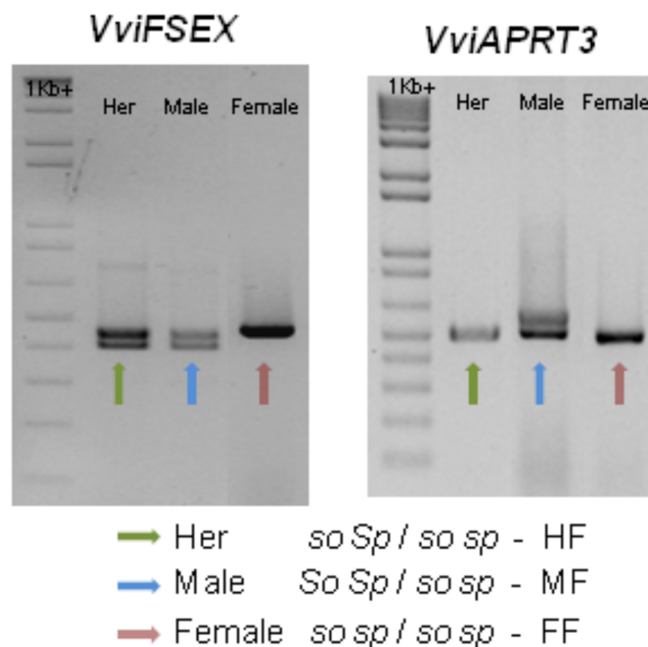 VviFSEX
VviAPRT3
1Kb+ Her Male Female
1Kb+ Her Male Female
Her so Sp / so sp - HF
Male So Sp / so sp - MF
Female so sp / so sp - FF